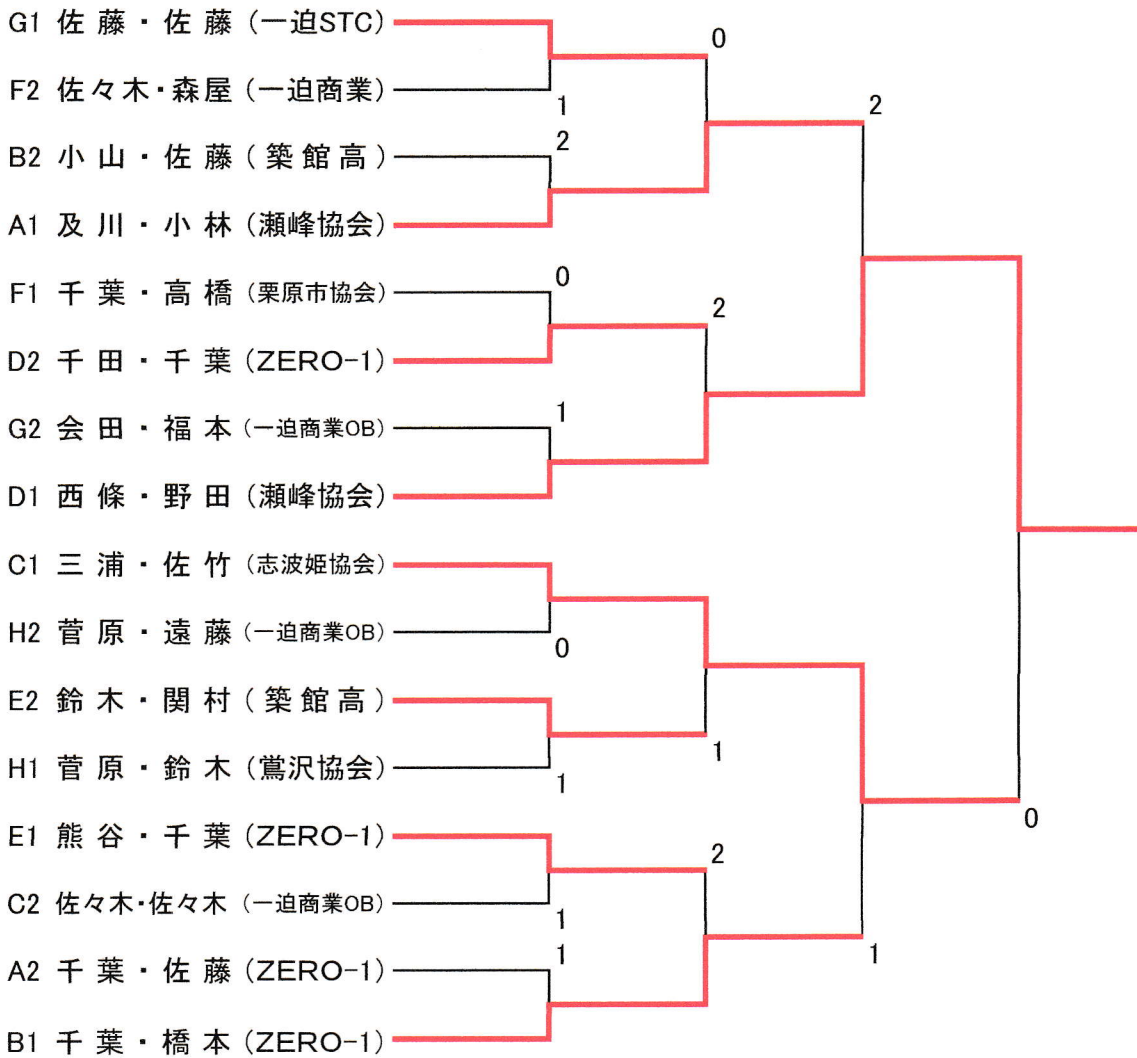 G1 佐藤・佐藤 (一迫STC)
0
F2 佐々木・森屋 (一迫商業)
1
2
B2 小山・佐藤 (築館高)
2
A1 及川・小林 (瀬峰協会)
F1 千葉・高橋 (栗原市協会)
0
2
D2 千田・千葉 (ZERO-1)
G2 会田・福本 (一迫商業OB)
1
D1 西條・野田 (瀬峰協会)
C1 三浦・佐竹 (志波姫協会)
H2 菅原・遠藤 (一迫商業OB)
0
E2 鈴木・関村 (築館高)
1
H1 菅原・鈴木 (鶯沢協会)
1
0
E1 熊谷・千葉 (ZERO-1)
2
C2 佐々木・佐々木 (一迫商業OB)
1
1
1
A2 千葉・佐藤 (ZERO-1)
B1 千葉・橋本 (ZERO-1)